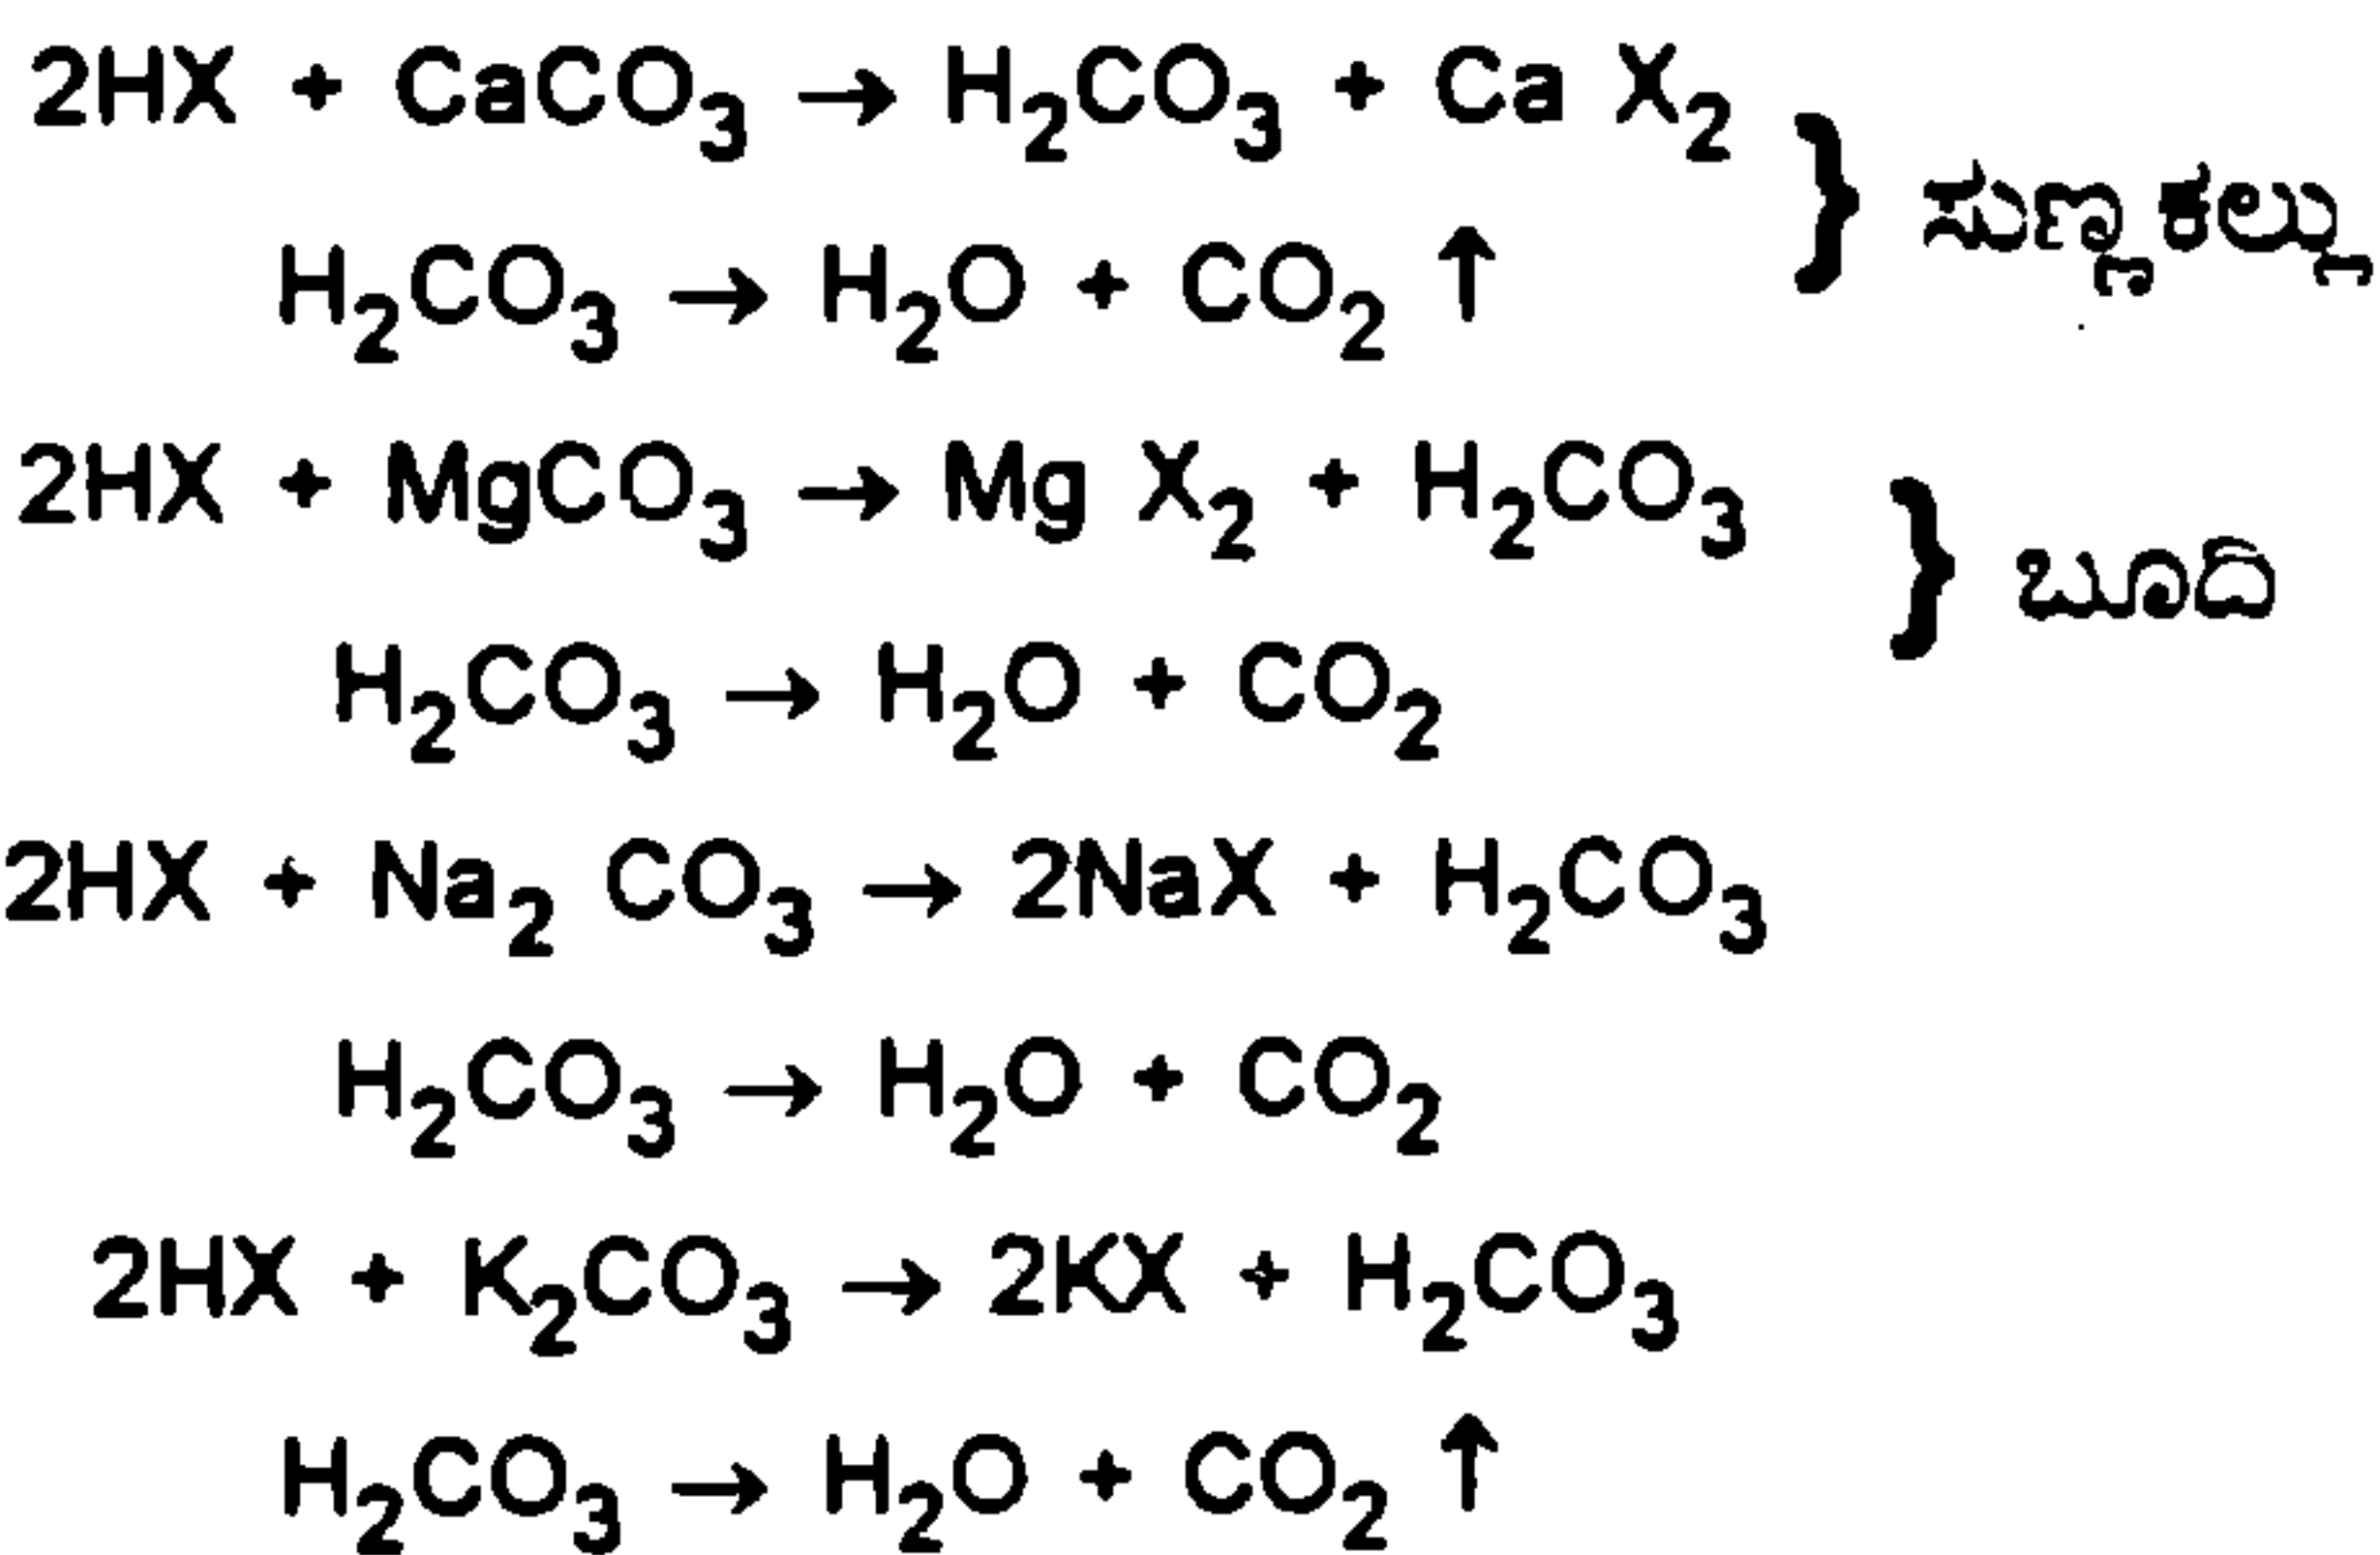 2HX + CaCO₃ → H₂CO₃ + Ca X₂
ಸುಣ್ಣಕಲ್ಲು
H₂CO₃ → H₂O + CO₂ ↑
2HX + MgCO₃ → Mg X₂ + H₂CO₃
ಬೂದಿ
H₂CO₃ → H₂O + CO₂
2HX + Na₂ CO₃ → 2NaX + H₂CO₃
H₂CO₃ → H₂O + CO₂
2HX + K₂CO₃ → 2KX + H₂CO₃
H₂CO₃ → H₂O + CO₂ ↑